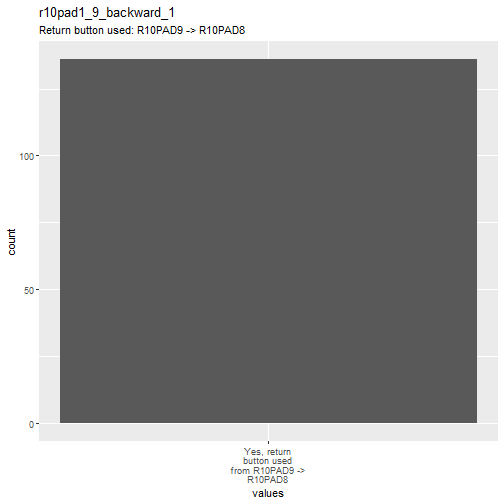 r10pad1_9_backward_1
Return button used: R10PAD9 -> R10PAD8
100
50
0
count
Yes, return
button used
from R10PAD9 ->
R10PAD8
values